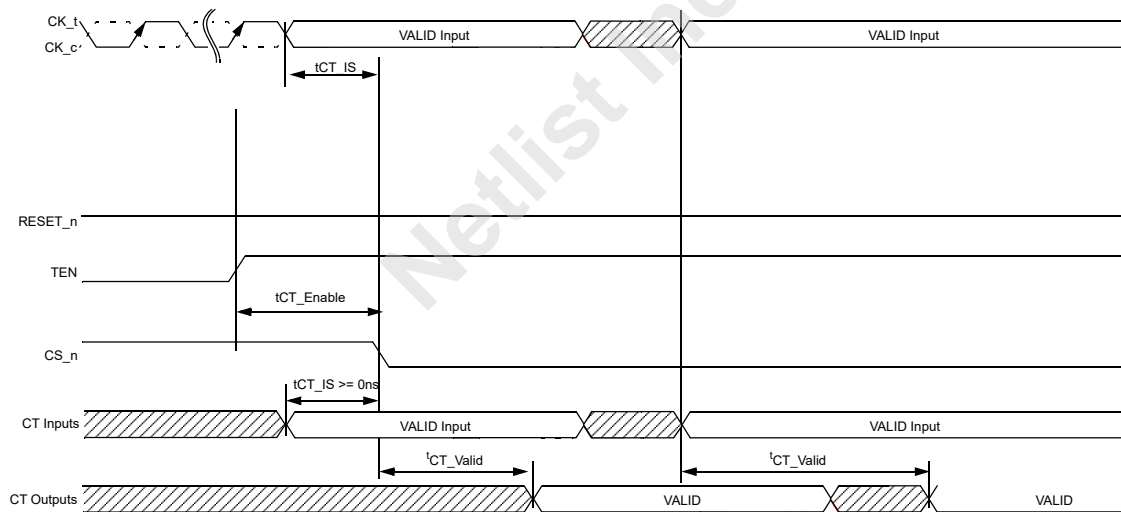 CK_t
CK_c
VALID Input
VALID Input
tCT_IS
RESET_n
TEN
tCT_Enable
CS_n
tCT_IS >= 0ns
CT Inputs
VALID Input
VALID Input
tCT_Valid
tCT_Valid
CT Outputs
VALID
VALID
Netlist